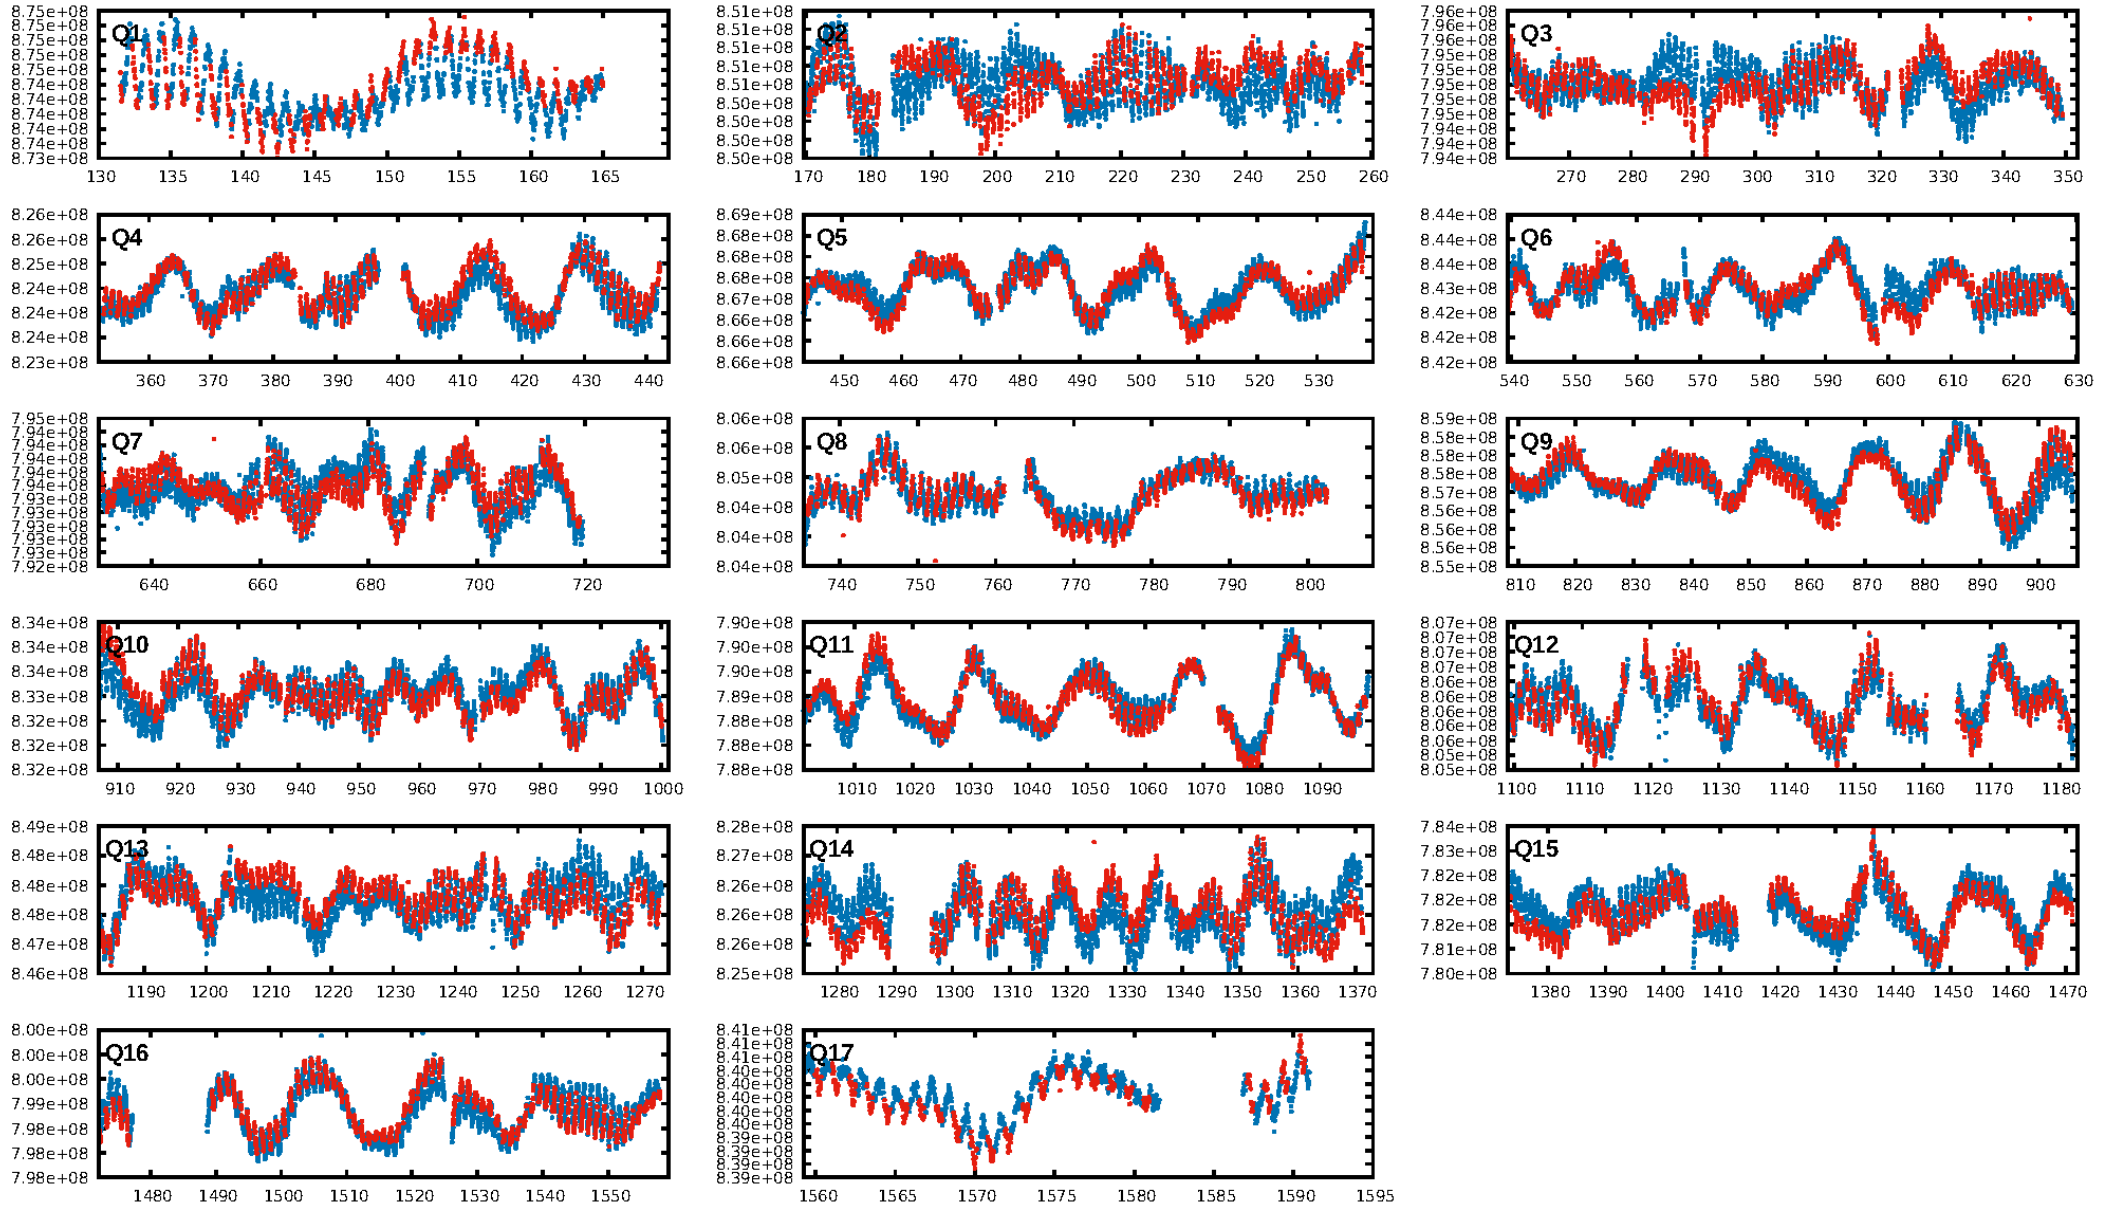 8.75e+08
8.75e+08
8.75e+08
8.75e+08
8.75e+08
8.74e+08
8.74e+08
8.74e+08
8.74e+08
8.74e+08
8.73e+08
Q1
130 135 140 145 150 155 160 165
8.51e+08
8.51e+08
8.51e+08
8.51e+08
8.51e+08
8.50e+08
8.50e+08
8.50e+08
8.50e+08
Q2
170 180 190 200 210 220 230 240 250 260
7.96e+08
7.96e+08
7.96e+08
7.95e+08
7.95e+08
7.95e+08
7.95e+08
7.95e+08
7.94e+08
7.94e+08
Q3
270 280 290 300 310 320 330 340 350
8.26e+08
8.26e+08
8.25e+08
8.24e+08
8.24e+08
8.24e+08
8.23e+08
Q4
360 370 380 390 400 410 420 430 440
8.69e+08
8.68e+08
8.68e+08
8.67e+08
8.67e+08
8.66e+08
8.66e+08
8.66e+08
Q5
450 460 470 480 490 500 510 520 530
8.44e+08
8.44e+08
8.44e+08
8.43e+08
8.42e+08
8.42e+08
8.42e+08
Q6
540 550 560 570 580 590 600 610 620 630
7.95e+08
7.94e+08
7.94e+08
7.94e+08
7.94e+08
7.94e+08
7.93e+08
7.93e+08
7.93e+08
7.93e+08
7.93e+08
7.92e+08
Q7
640 660 680 700 720
8.06e+08
8.06e+08
8.05e+08
8.04e+08
8.04e+08
8.04e+08
Q8
740 750 760 770 780 790 800
8.59e+08
8.58e+08
8.58e+08
8.58e+08
8.57e+08
8.56e+08
8.56e+08
8.56e+08
8.55e+08
Q9
810 820 830 840 850 860 870 880 890 900
8.34e+08
8.34e+08
8.34e+08
8.33e+08
8.32e+08
8.32e+08
8.32e+08
Q10
910 920 930 940 950 960 970 980 990 1000
7.90e+08
7.90e+08
7.90e+08
7.89e+08
7.88e+08
7.88e+08
7.88e+08
Q11
1010 1020 1030 1040 1050 1060 1070 1080 1090
8.07e+08
8.07e+08
8.07e+08
8.07e+08
8.06e+08
8.06e+08
8.06e+08
8.06e+08
8.06e+08
8.05e+08
8.05e+08
Q12
1100 1110 1120 1130 1140 1150 1160 1170 1180
8.49e+08
8.48e+08
8.48e+08
8.48e+08
8.47e+08
8.46e+08
Q13
1190 1200 1210 1220 1230 1240 1250 1260 1270
8.28e+08
8.27e+08
8.26e+08
8.26e+08
8.26e+08
8.25e+08
Q14
1280 1290 1300 1310 1320 1330 1340 1350 1360 1370
7.84e+08
7.83e+08
7.82e+08
7.82e+08
7.82e+08
7.81e+08
7.80e+08
Q15
1380 1390 1400 1410 1420 1430 1440 1450 1460 1470
8.00e+08
8.00e+08
8.00e+08
7.99e+08
7.98e+08
7.98e+08
7.98e+08
Q16
1480 1490 1500 1510 1520 1530 1540 1550
8.41e+08
8.41e+08
8.41e+08
8.40e+08
8.40e+08
8.40e+08
8.40e+08
8.40e+08
8.39e+08
8.39e+08
8.39e+08
8.39e+08
Q17
1560 1565 1570 1575 1580 1585 1590 1595